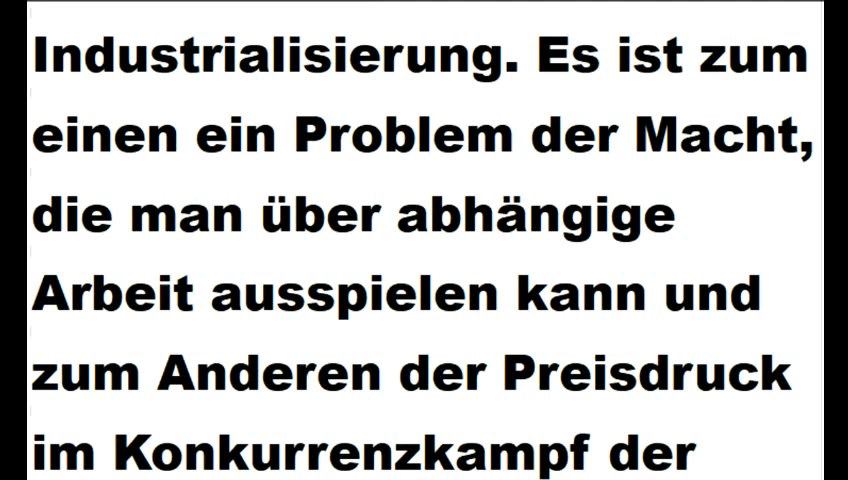 Industrialisierung. Es ist zum
einen ein Problem der Macht,
die man über abhängige
Arbeit ausspielen kann und
zum Anderen der Preisdruck
im Konkurrenzkampf der